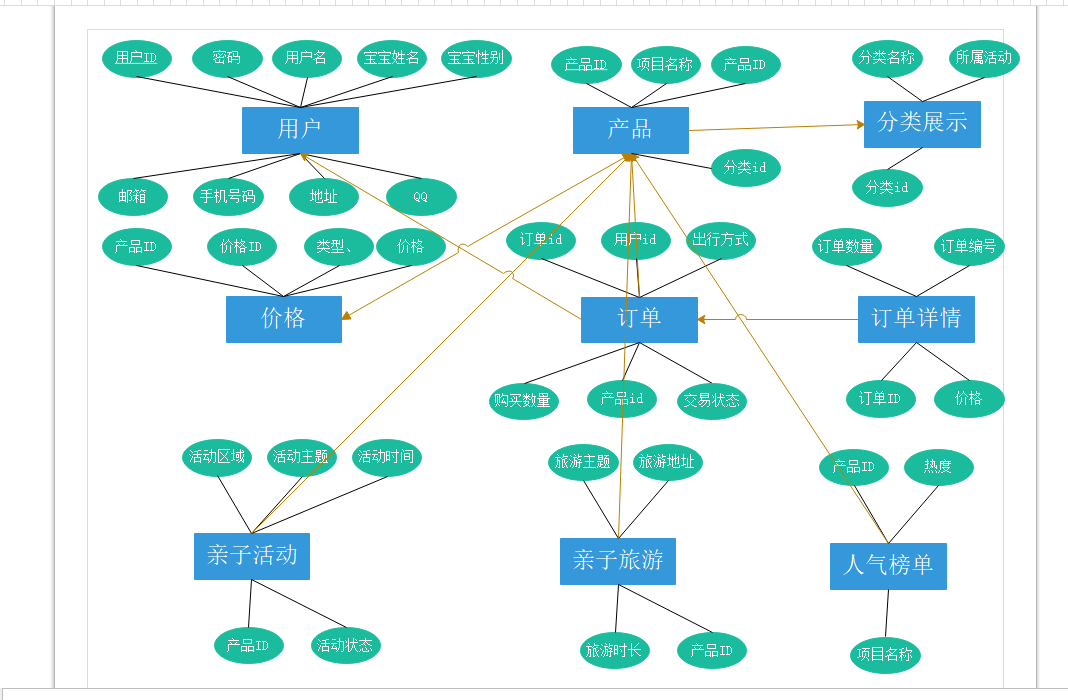 用户ID
密码
用户名
宝宝姓名
宝宝性别
产品ID
项目名称
产品ID
分类名称
所属活动
用户
产品
分类展示
邮箱
手机号码
地址
QQ
分类id
分类id
产品ID
价格ID
类型、
价格
订单id
用户id
出行方式
订单数量
订单编号
价格
订单
订单详情
购买数量
产品id
交易状态
订单ID
价格
活动区域
活动主题
活动时间
旅游主题
旅游地址
产品ID
热度
亲子活动
亲子旅游
人气榜单
产品ID
活动状态
旅游时长
产品ID
项目名称